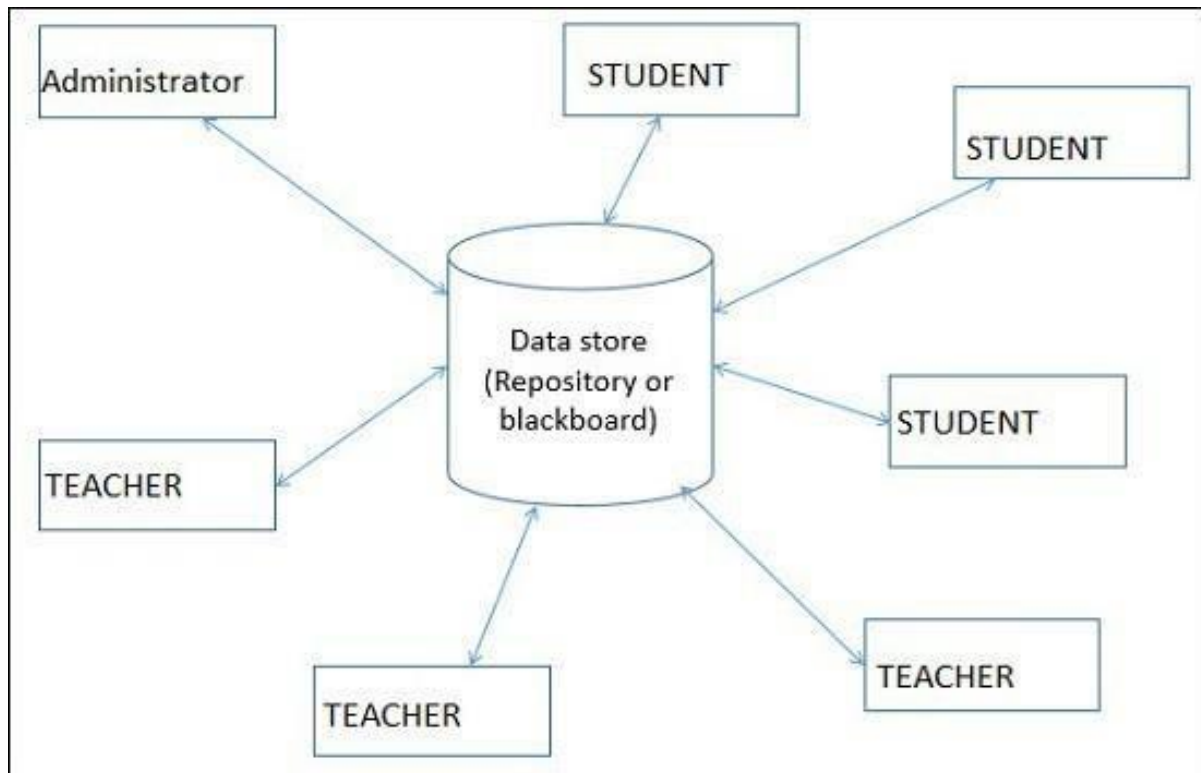 Administrator
STUDENT
STUDENT
Data store
(Repository or
blackboard)
STUDENT
TEACHER
TEACHER
TEACHER